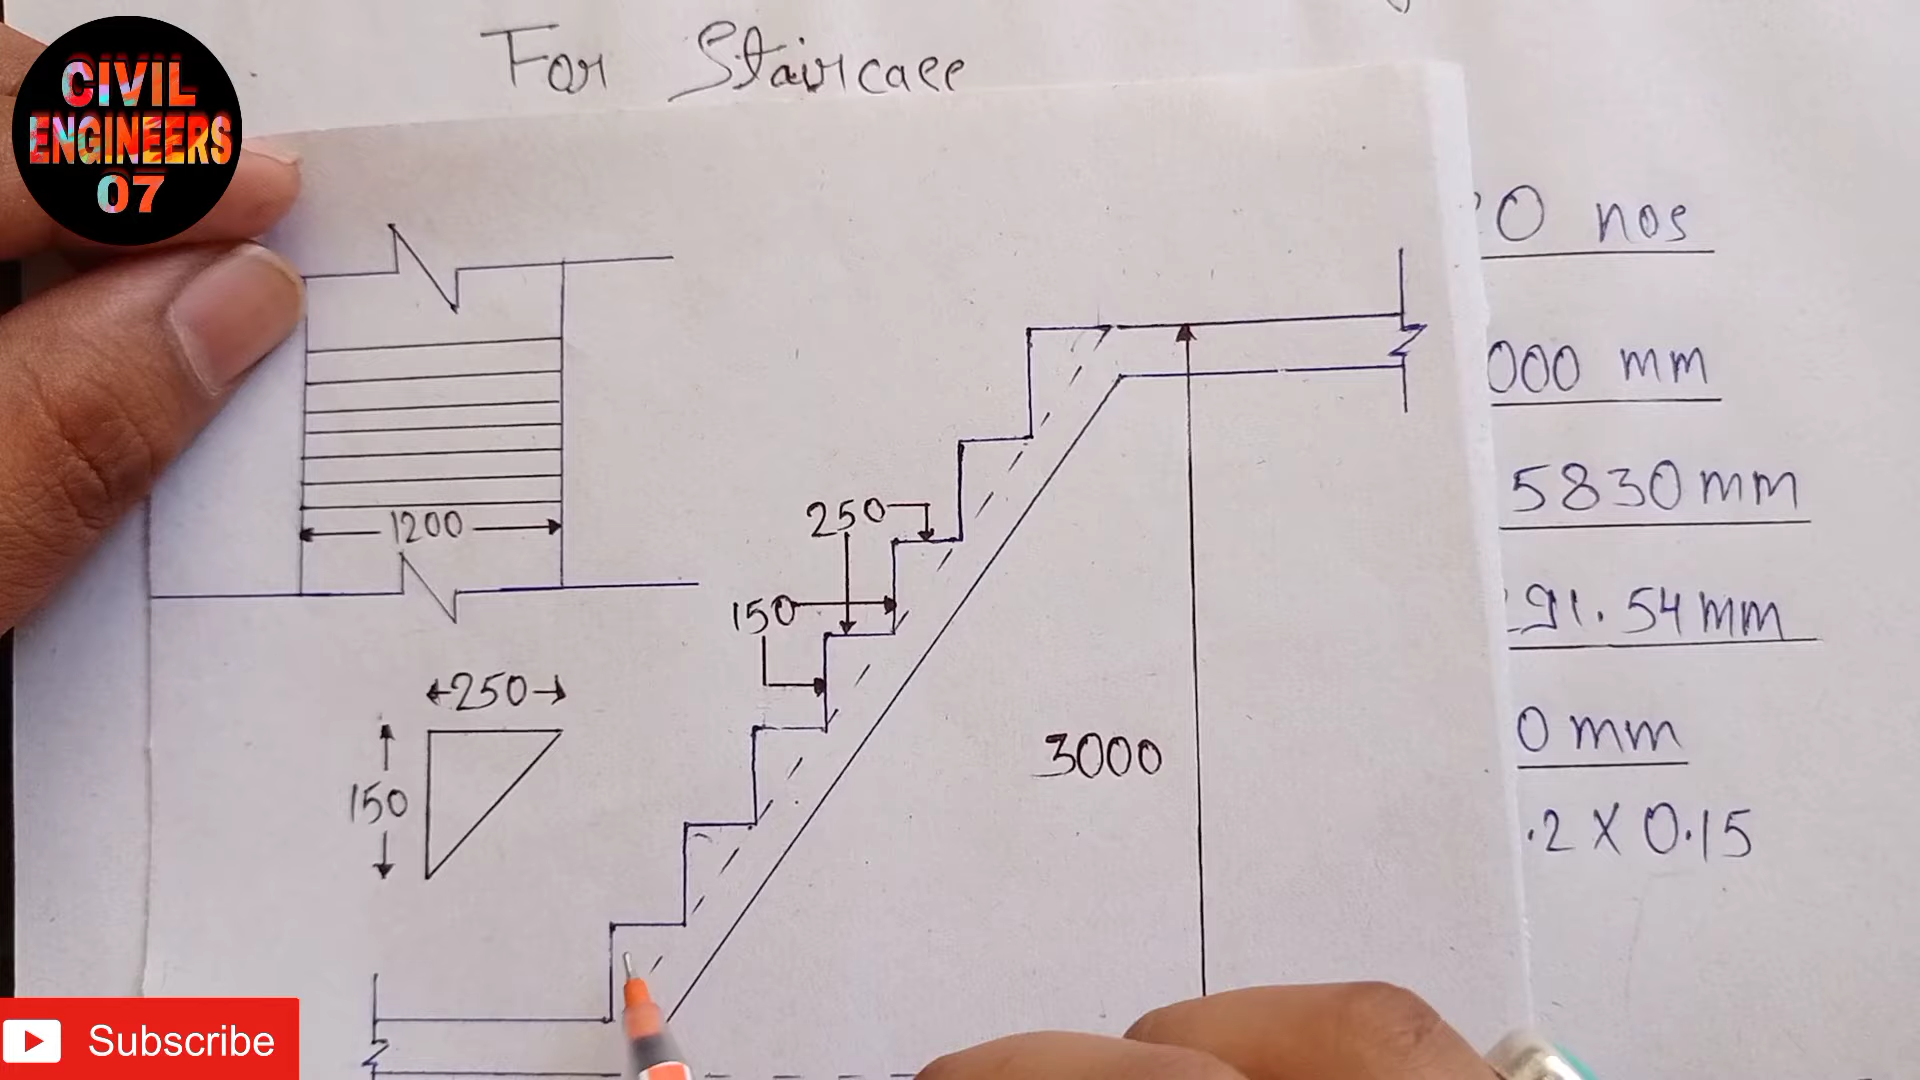 For Staircase
CIVIL
ENGINEERS
07
0 nos
000 mm
5830 mm
250
1200
150
91.54 mm
250
0 mm
3000
150
.2 X 0.15
Subscribe